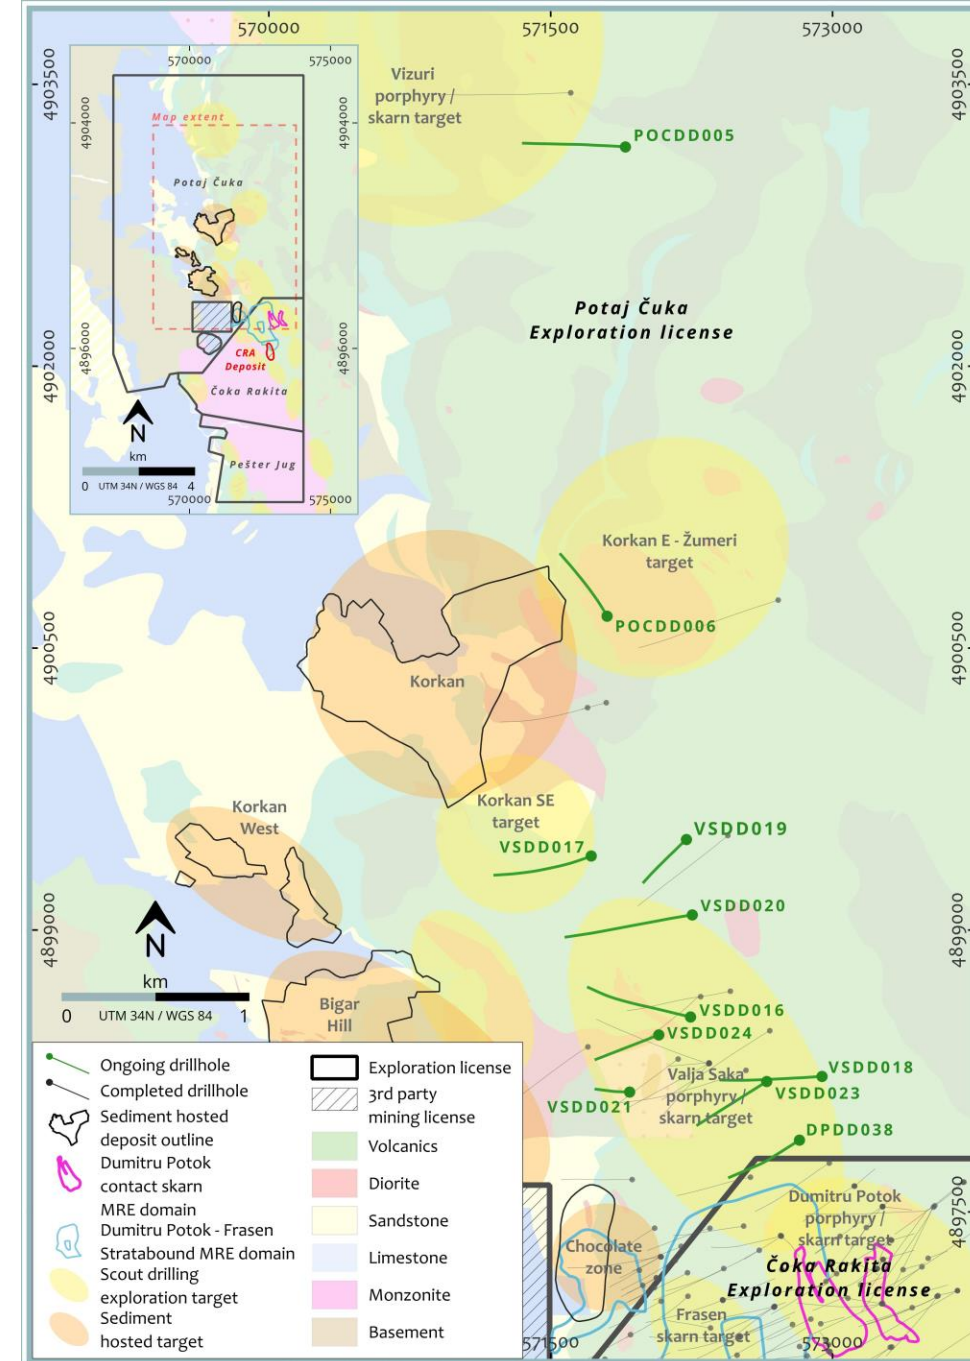 570000
571500
573000
4903500
4903500
Vizuri
porphyry /
skarn target
POCDD005
570000
575000
4904000
4904000
Map extent
Potaj Čuka
4896000
4896000
CRA
Deposit
Čoka Rakita
Pešter Jug
N
km
0 UTM 34N / WGS 84 4
570000
575000
Potaj Čuka
Exploration license
4902000
4902000
Korkan E - Žumeri
target
POCDD006
4900500
4900500
Korkan
Korkan SE
target
Korkan
West
VSDD017
VSDD019
VSDD020
4899000
4899000
N
km
0 UTM 34N / WGS 84 1
Bigar
Hill
VSDD016
VSDD024
Valja Saka
porphyry /
skarn target
VSDD018
VSDD023
VSDD021
DPDD038
4897500
Dumitru Potok
porphyry /
skarn target
Chocolate
zone
Čoka Rakita
Exploration license
Frasen
skarn target
571500
573000
Ongoing drillhole
Completed drillhole
Sediment hosted
deposit outline
Dumitru Potok
contact skarn
MRE domain
Dumitru Potok - Frasen
Stratabound MRE domain
Scout drilling
exploration target
Sediment
hosted target
Exploration license
3rd party
mining license
Volcanics
Diorite
Sandstone
Limestone
Monzonite
Basement